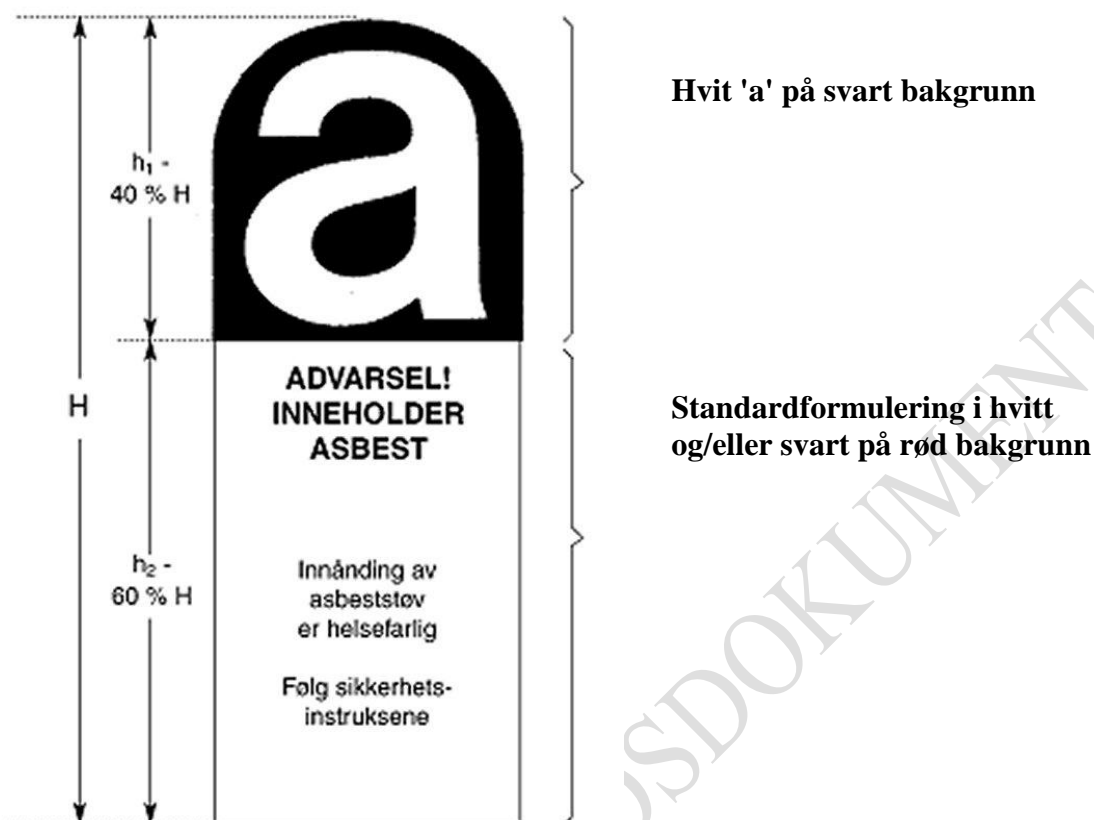 Hvit 'a' på svart bakgrunn
a
h₁ -
40 % H
H
ADVARSEL!
INNEHOLDER
ASBEST
Standardformulering i hvitt
og/eller svart på rød bakgrunn
h₂ -
60 % H
Innånding av
asbeststøv
er helsefarlig
Følg sikkerhets-
instruksene